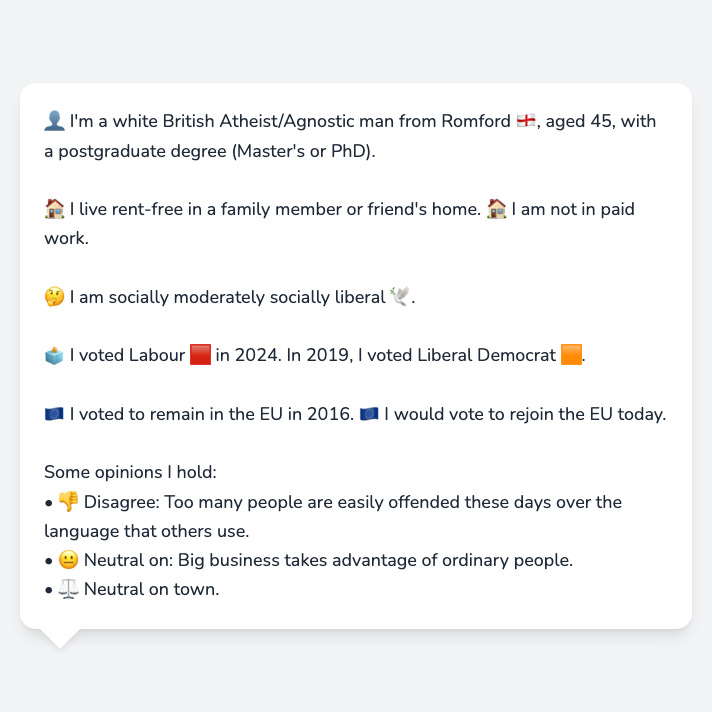 👤 I'm a white British Atheist/Agnostic man from Romford 🏴󠁧󠁢󠁥󠁮󠁧󠁿, aged 45, with
a postgraduate degree (Master's or PhD).
🏠 I live rent-free in a family member or friend's home. 🏠 I am not in paid
work.
🤔 I am socially moderately socially liberal 🕊️.
🗳️ I voted Labour 🟥 in 2024. In 2019, I voted Liberal Democrat 🟧.
🇪🇺 I voted to remain in the EU in 2016. 🇪🇺 I would vote to rejoin the EU today.
Some opinions I hold:
• 👎 Disagree: Too many people are easily offended these days over the
language that others use.
• 😐 Neutral on: Big business takes advantage of ordinary people.
• ⚖️ Neutral on town.